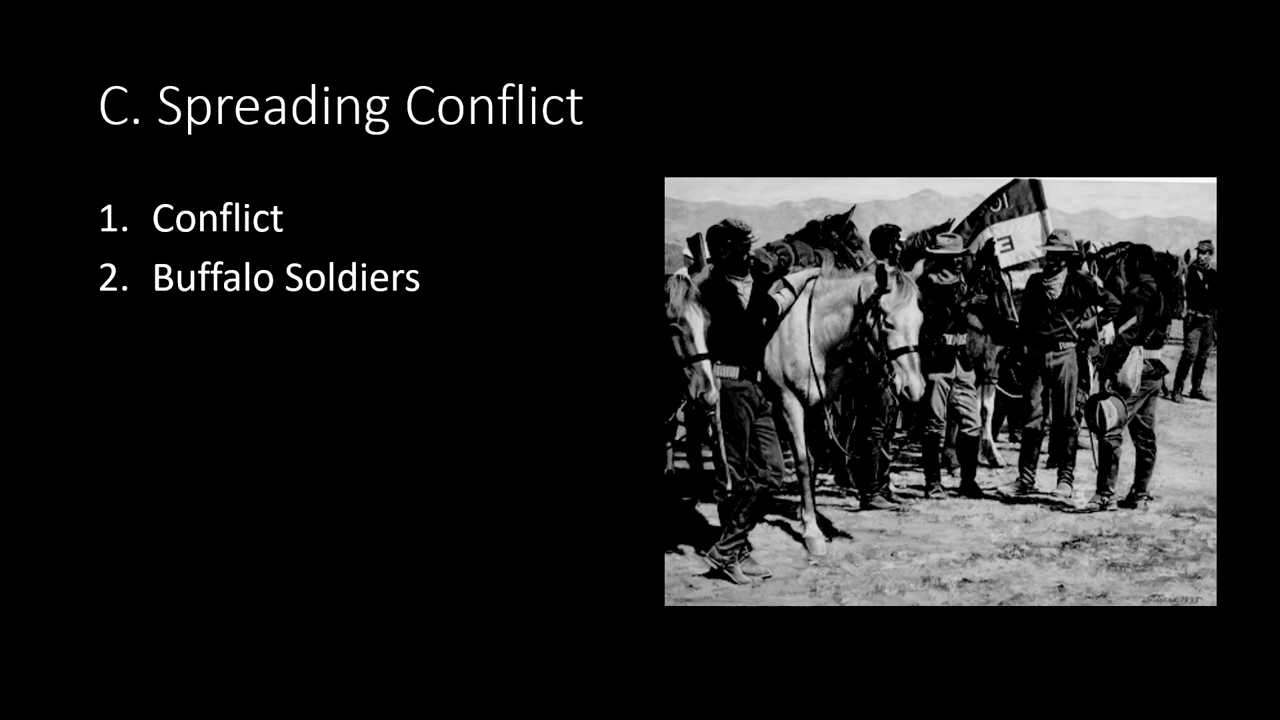 C. Spreading Conflict
1. Conflict
2. Buffalo Soldiers
E